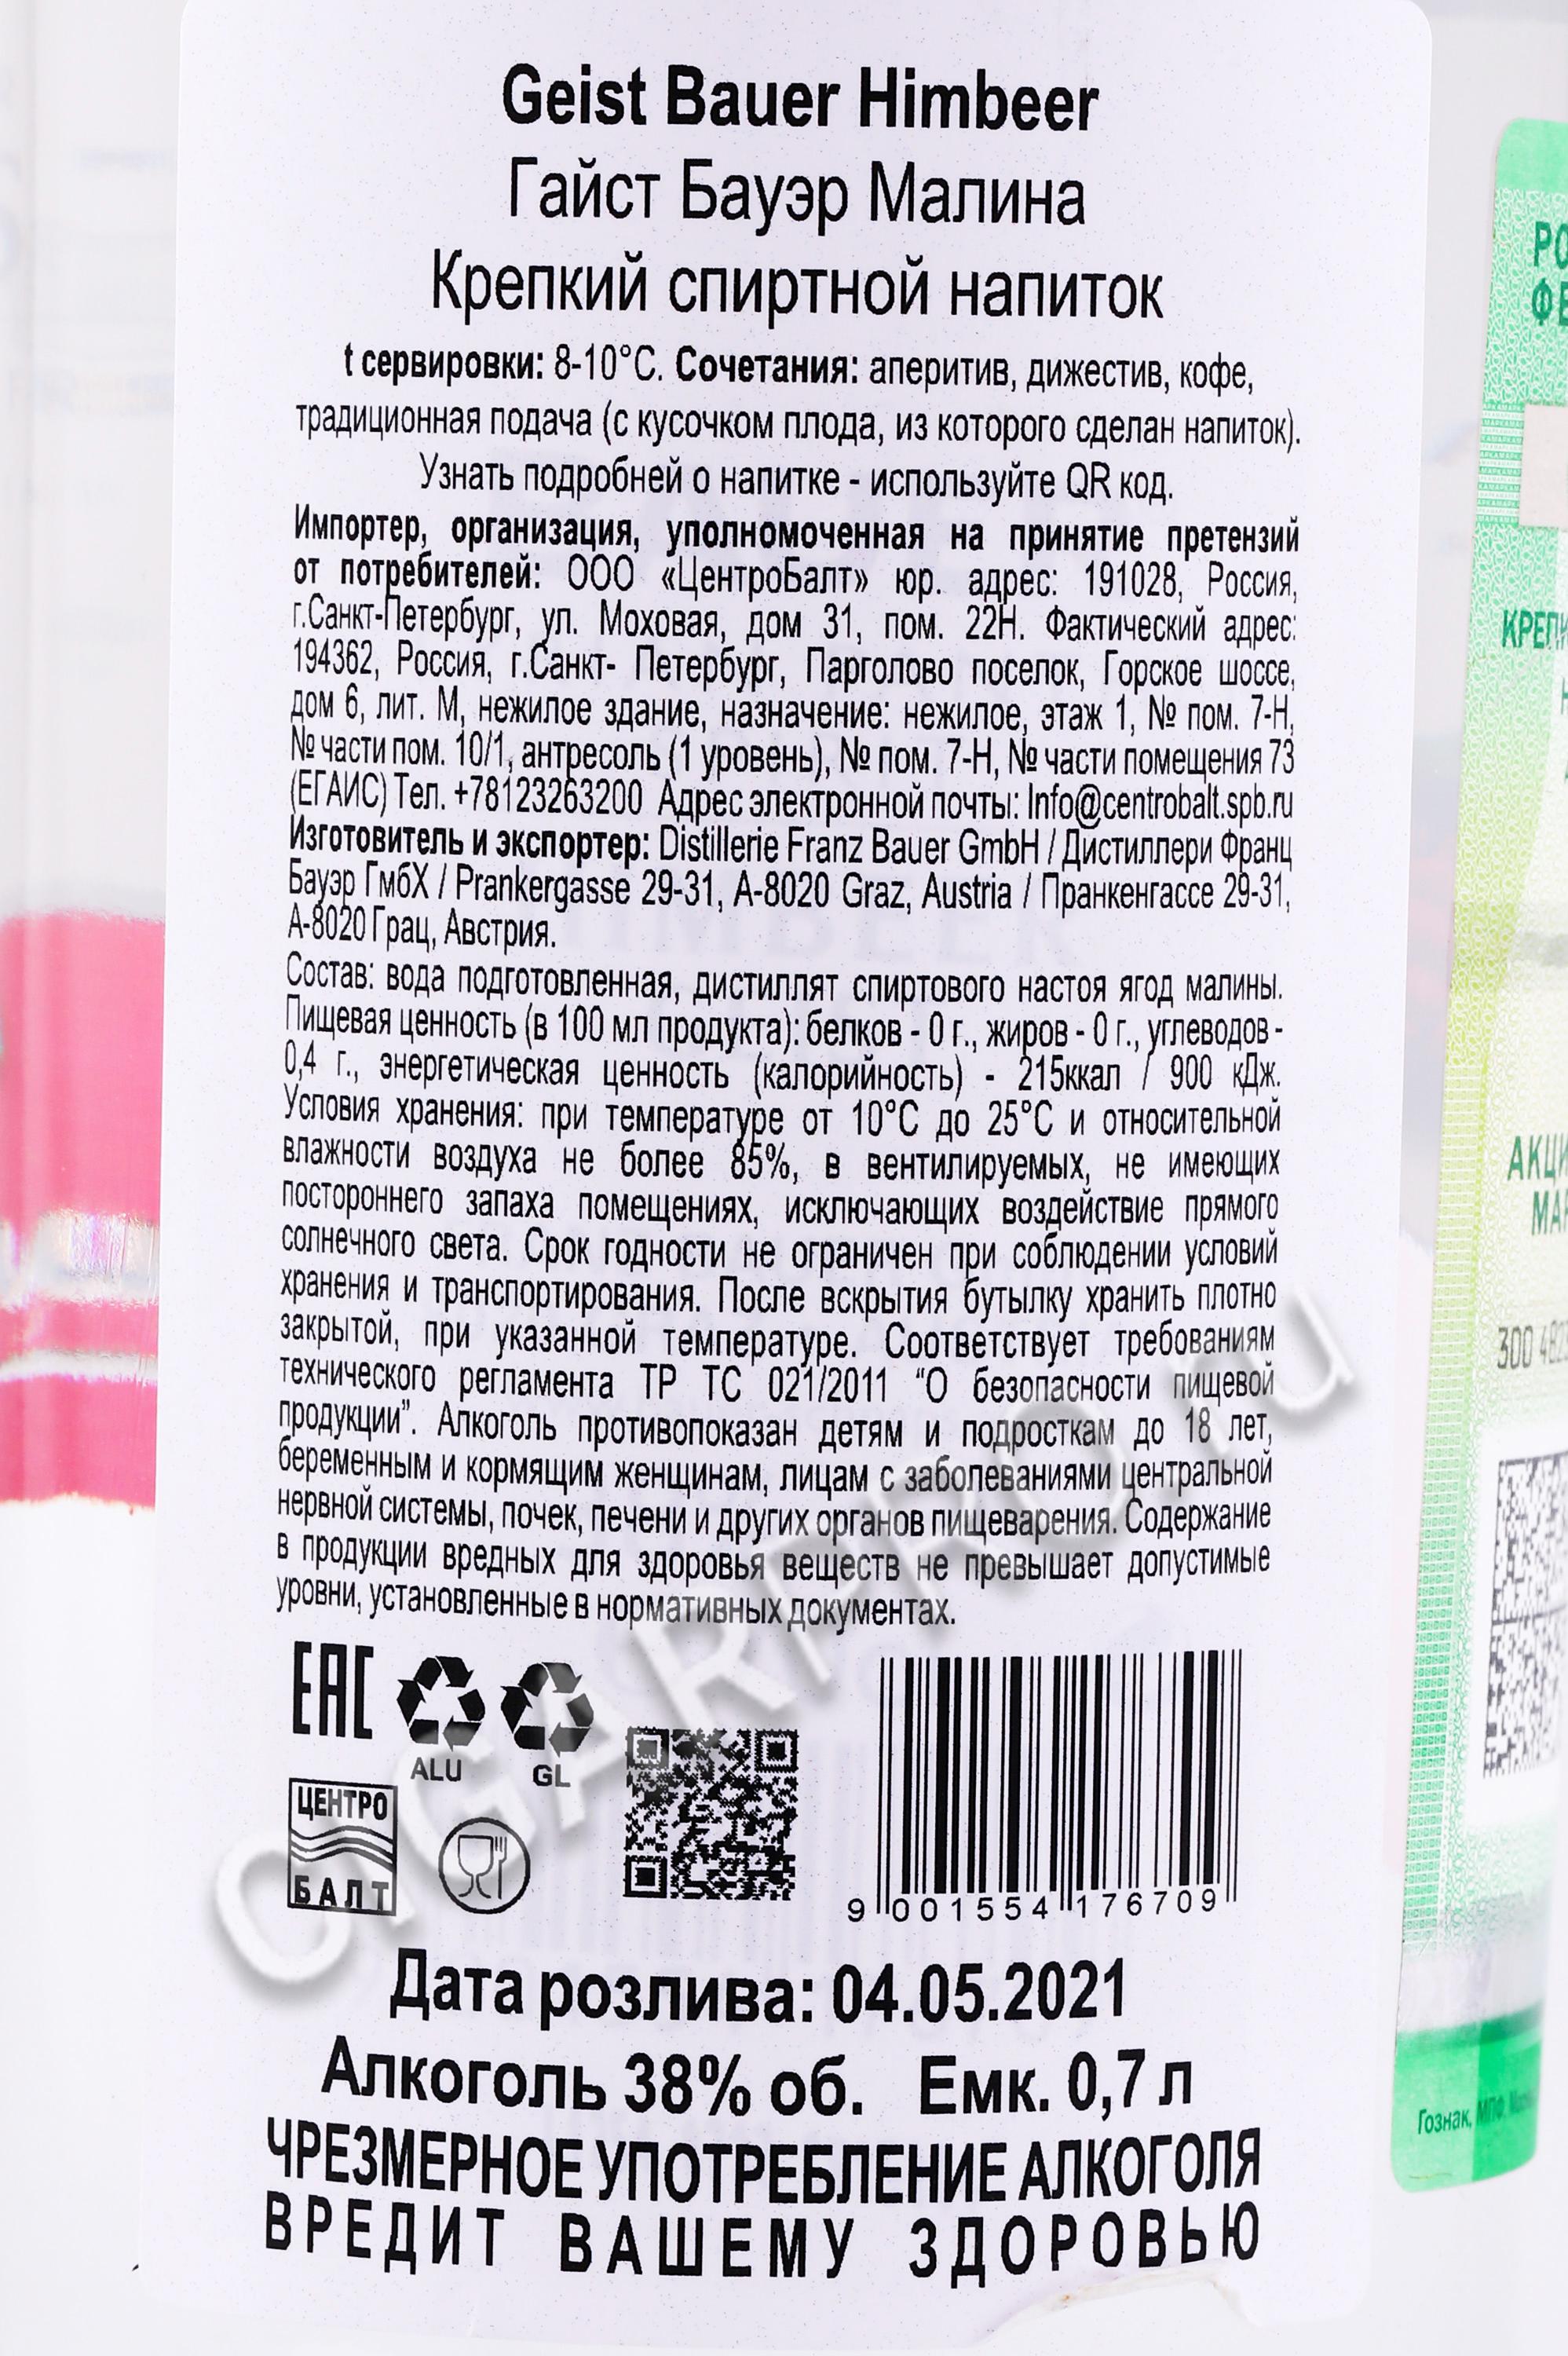 Geist Bauer Himbeer
Гайст Бауэр Малина
Крепкий спиртной напиток
t сервировки: 8-10°С. Сочетания: аперитив, дижестив, кофе,
традиционная подача (с кусочком плода, из которого сделан напиток).
Узнать подробней о напитке - используйте QR код.
Импортер, организация, уполномоченная на принятие претензий
от потребителей: ООО «ЦентроБалт» юр. адрес: 191028, Россия,
г.Санкт-Петербург, ул. Моховая, дом 31, пом. 22Н. Фактический адрес:
194362, Россия, г.Санкт- Петербург, Парголово поселок, Горское шоссе,
дом 6, лит. М, нежилое здание, назначение: нежилое, этаж 1, № пом. 7-Н,
№ части пом. 10/1, антресоль (1 уровень), № пом. 7-Н, № части помещения 73
(ЕГАИС) Тел. +78123263200 Адрес электронной почты: Info@centrobalt.spb.ru
Изготовитель и экспортер: Distillerie Franz Bauer GmbH / Дистиллери Франц
Бауэр ГмбХ / Prankergasse 29-31, A-8020 Graz, Austria / Пранкенгассе 29-31,
А-8020 Грац, Австрия.
Состав: вода подготовленная, дистиллят спиртового настоя ягод малины.
Пищевая ценность (в 100 мл продукта): белков - 0 г., жиров - 0 г., углеводов -
0,4 г., энергетическая ценность (калорийность) - 215ккал / 900 кДж.
Условия хранения: при температуре от 10°С до 25°С и относительной
влажности воздуха не более 85%, в вентилируемых, не имеющих
постороннего запаха помещениях, исключающих воздействие прямого
солнечного света. Срок годности не ограничен при соблюдении условий
хранения и транспортирования. После вскрытия бутылку хранить плотно
закрытой, при указанной температуре. Соответствует требованиям
технического регламента ТР ТС 021/2011 “О безопасности пищевой
продукции”. Алкоголь противопоказан детям и подросткам до 18 лет,
беременным и кормящим женщинам, лицам с заболеваниями центральной
нервной системы, почек, печени и других органов пищеварения. Содержание
в продукции вредных для здоровья веществ не превышает допустимые
уровни, установленные в нормативных документах.
ЕАС
ALU GL
ЦЕНТРО
БАЛТ
9 001554 176709
Дата розлива: 04.05.2021
Алкоголь 38% об. Емк. 0,7 л
ЧРЕЗМЕРНОЕ УПОТРЕБЛЕНИЕ АЛКОГОЛЯ
ВРЕДИТ ВАШЕМУ ЗДОРОВЬЮ
CIGARPRO.ru
300
Гознак,